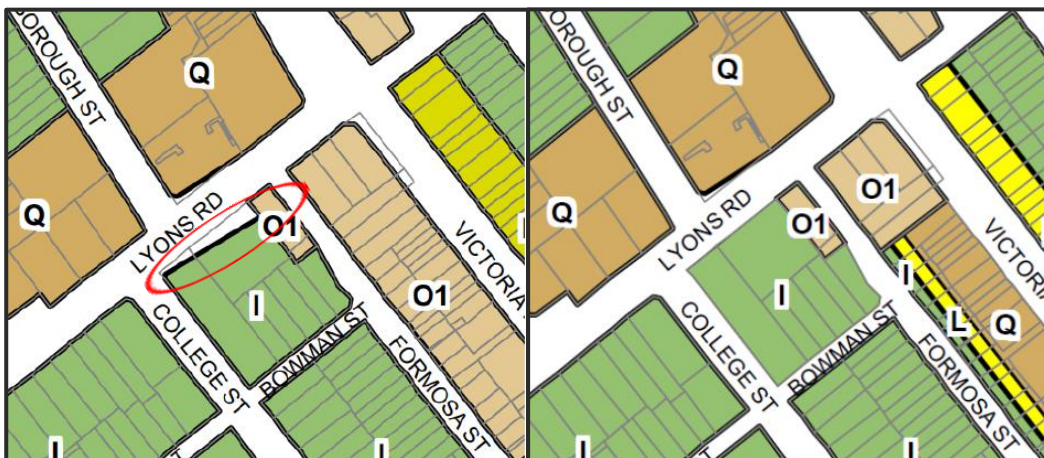 OROUGH ST
Q
Q
LYONS RD
O1
I
O1
VICTORIA
COLLEGE ST
BOWMAN ST
FORMOSA ST
I
I
OROUGH ST
Q
Q
LYONS RD
O1
O1
I
I
L
Q
VICTORIA
COLLEGE ST
BOWMAN ST
FORMOSA ST
I
I